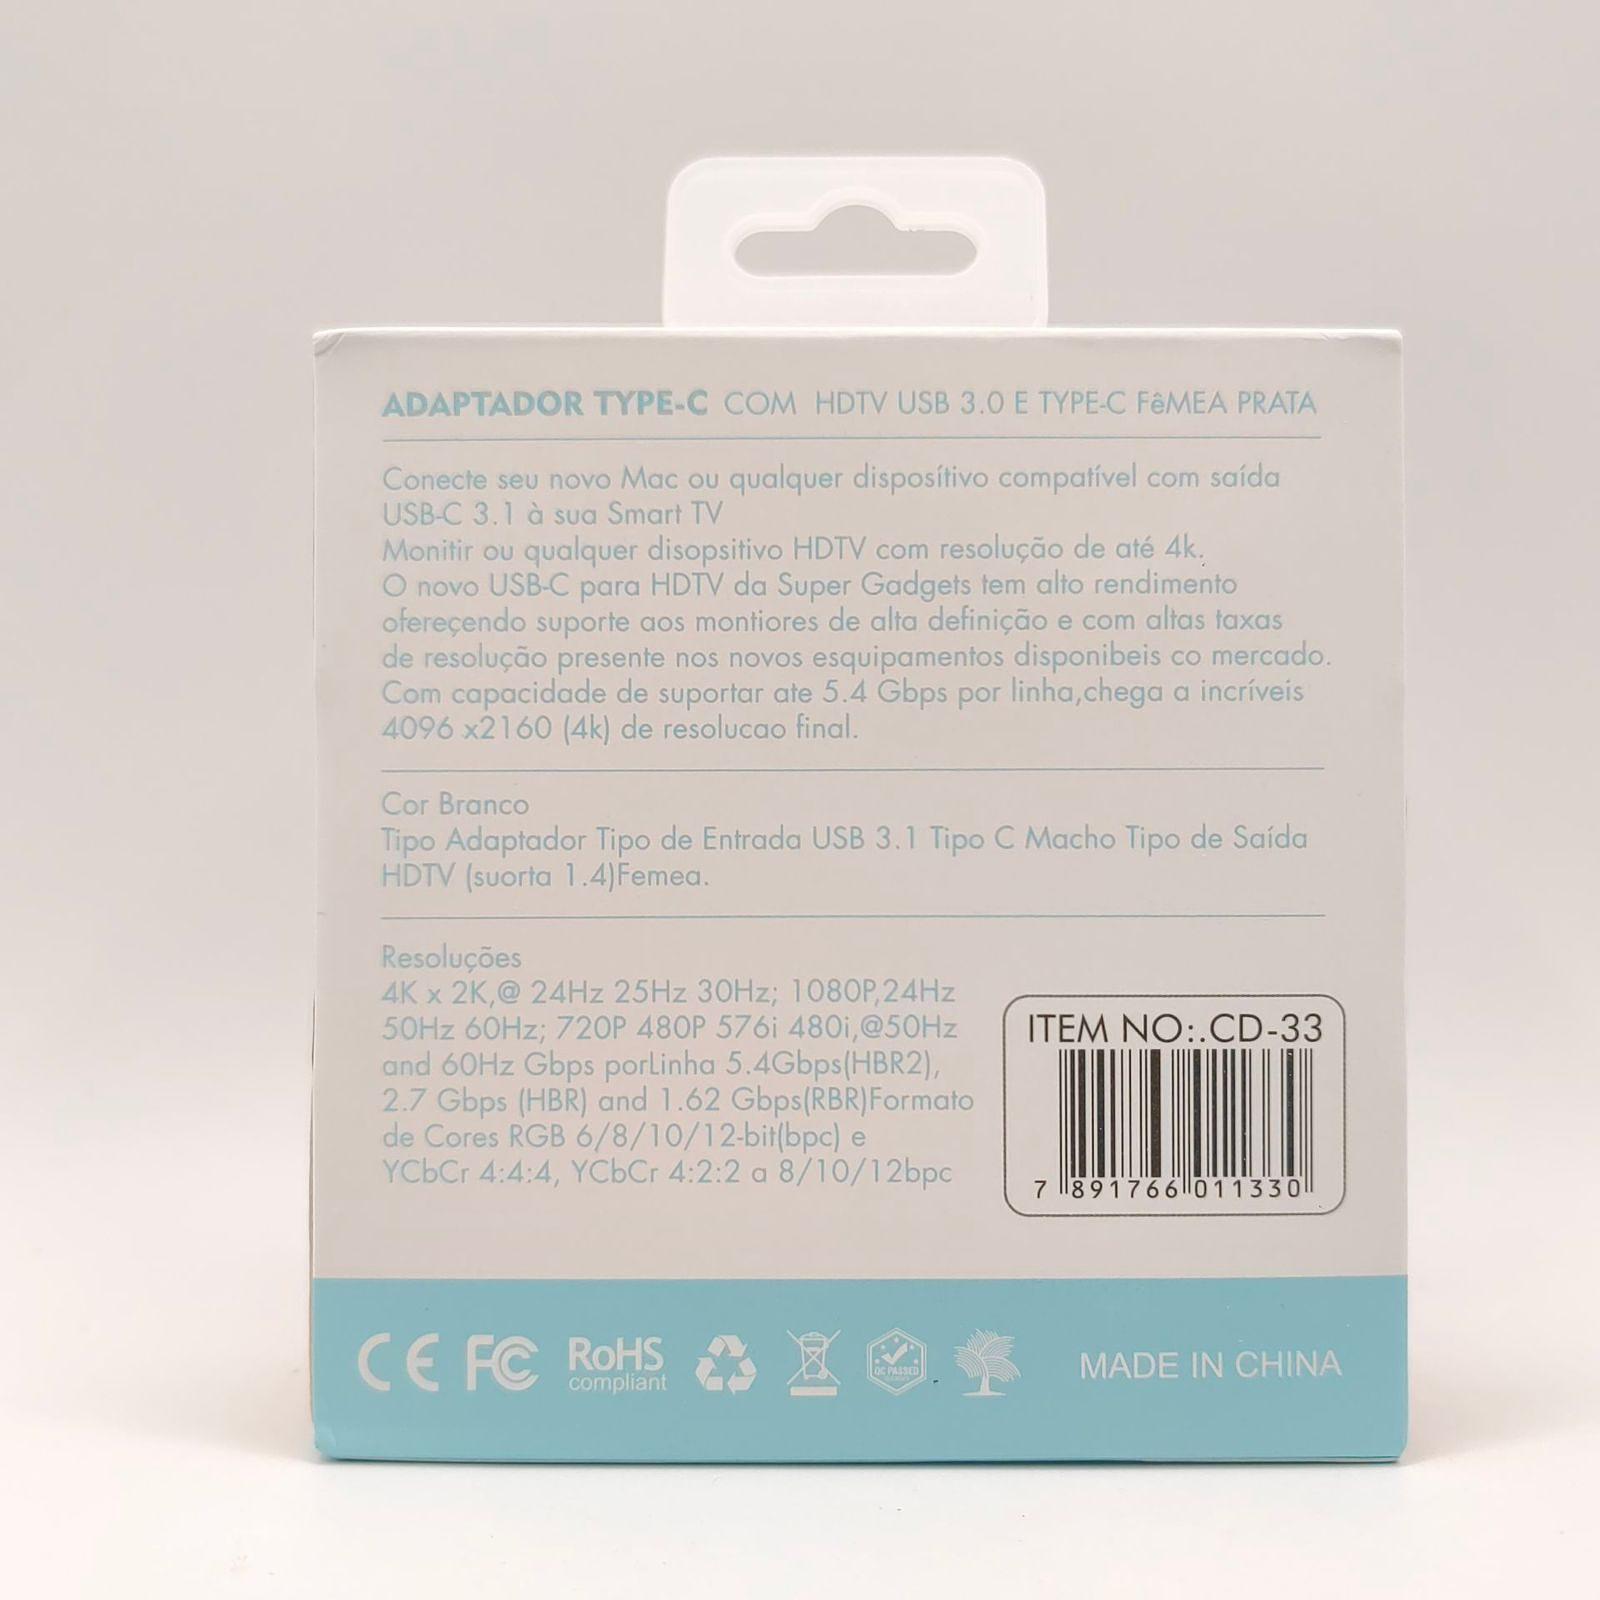 ADAPTADOR TYPE-C COM HDTV USB 3.0 E TYPE-C FêMEA PRATA
Conecte seu novo Mac ou qualquer dispositivo compatível com saída
USB-C 3.1 à sua Smart TV
Monitir ou qualquer disopsitivo HDTV com resolução de até 4k.
O novo USB-C para HDTV da Super Gadgets tem alto rendimento
ofereçendo suporte aos montiores de alta definição e com altas taxas
de resolução presente nos novos esquipamentos disponibeis co mercado.
Com capacidade de suportar ate 5.4 Gbps por linha,chega a incríveis
4096 x2160 (4k) de resolucao final.
Cor Branco
Tipo Adaptador Tipo de Entrada USB 3.1 Tipo C Macho Tipo de Saída
HDTV (suorta 1.4)Femea.
Resoluções
4K x 2K,@ 24Hz 25Hz 30Hz; 1080P,24Hz
50Hz 60Hz; 720P 480P 576i 480i,@50Hz
and 60Hz Gbps porLinha 5.4Gbps(HBR2),
2.7 Gbps (HBR) and 1.62 Gbps(RBR)Formato
de Cores RGB 6/8/10/12-bit(bpc) e
YCbCr 4:4:4, YCbCr 4:2:2 a 8/10/12bpc
ITEM NO:.CD-33
7 891766 011330
CE FC RoHS compliant QC PASSED MADE IN CHINA